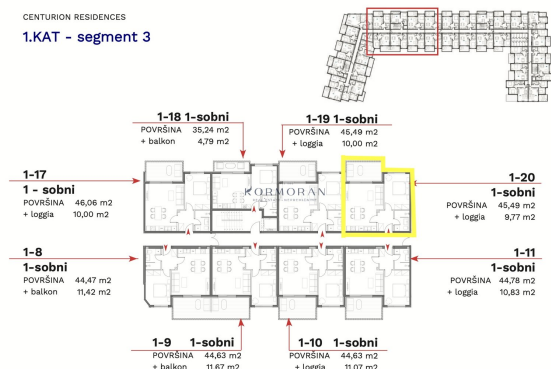 CENTURION RESIDENCES
1.KAT - segment 3
1-18 1-sobni
POVRŠINA 35,24 m2
+ balkon 4,79 m2
1-19 1-sobni
POVRŠINA 45,49 m2
+ loggia 10,00 m2
1-17
1 - sobni
POVRŠINA 46,06 m2
+ loggia 10,00 m2
KORMORAN
1-20
1-sobni
POVRŠINA 45,49 m2
+ loggia 9,77 m2
1-8
1-sobni
POVRŠINA 44,47 m2
+ balkon 11,42 m2
1-11
1-sobni
POVRŠINA 44,78 m2
+ loggia 10,83 m2
1-9 1-sobni
POVRŠINA 44,63 m2
+ balkon 11,67 m2
1-10 1-sobni
POVRŠINA 44,63 m2
+ loggia 11,07 m2